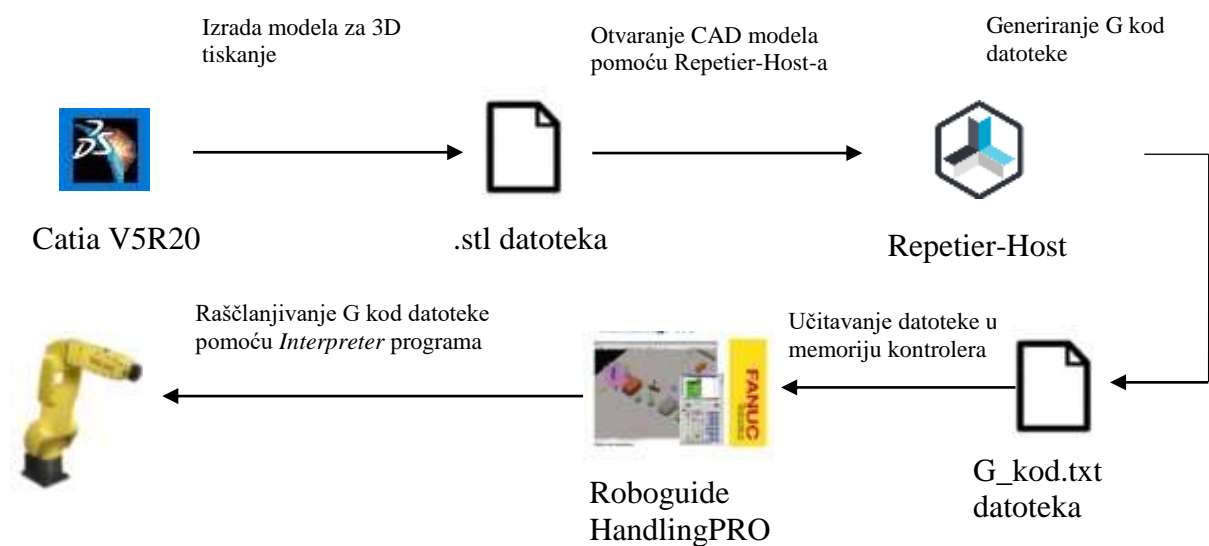 Izrada modela za 3D
tiskanje
Otvaranje CAD modela
pomoću Repetier-Host-a
Generiranje G kod
datoteke
Catia V5R20
.stl datoteka
Repetier-Host
Raščlanjivanje G kod datoteke
pomoću Interpreter programa
Učitavanje datoteke u
memoriju kontrolera
FANUC
Roboguide
HandlingPRO
G_kod.txt
datoteka